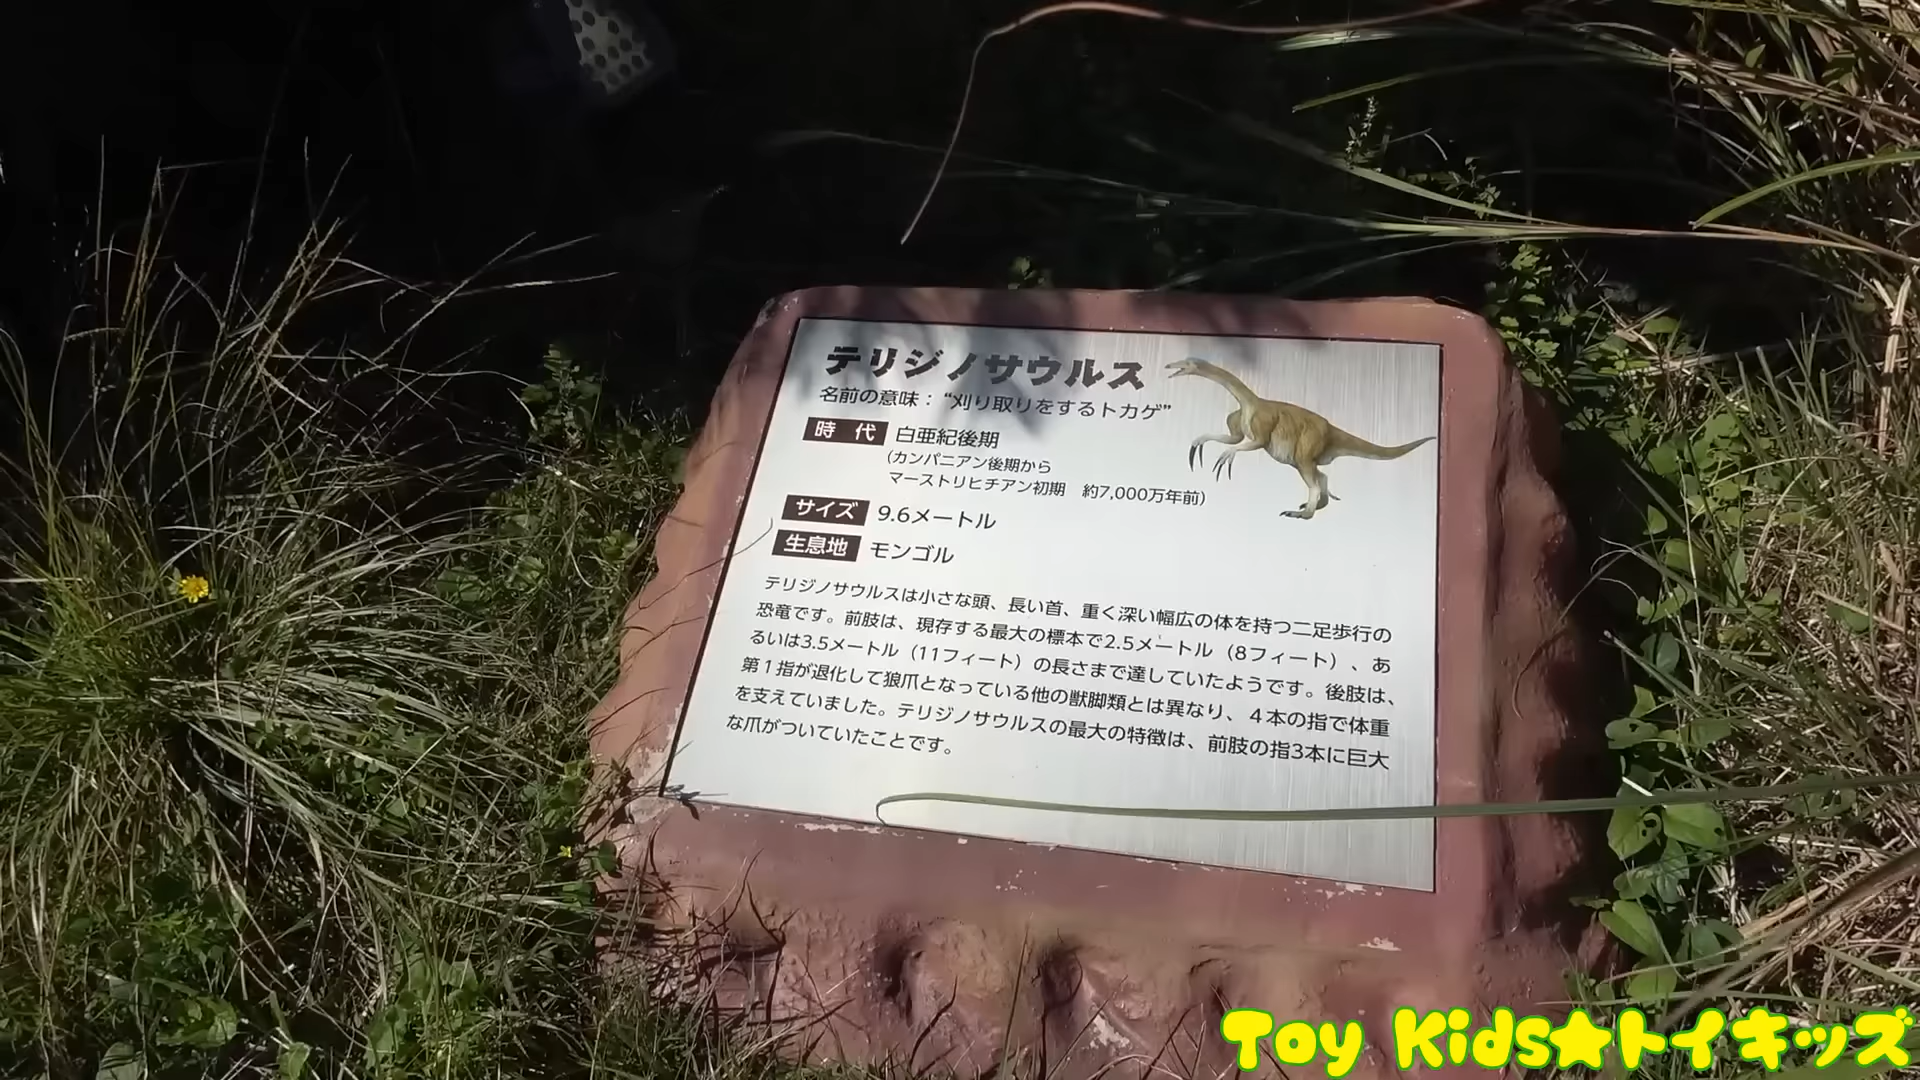 テリジノサウルス
名前の意味：“刈り取りをするトカゲ”
時 代 白亜紀後期
（カンパニアン後期から
マーストリヒチアン初期 約7,000万年前）
サイズ 9.6メートル
生息地 モンゴル
テリジノサウルスは小さな頭、長い首、重く深い幅広の体を持つ二足歩行の
恐竜です。前肢は、現存する最大の標本で2.5メートル（8フィート）、あ
るいは3.5メートル（11フィート）の長さまで達していたようです。後肢は、
第１指が退化して狼爪となっている他の獣脚類とは異なり、４本の指で体重
を支えていました。テリジノサウルスの最大の特徴は、前肢の指3本に巨大
な爪がついていたことです。
Toy Kids★トイキッズ